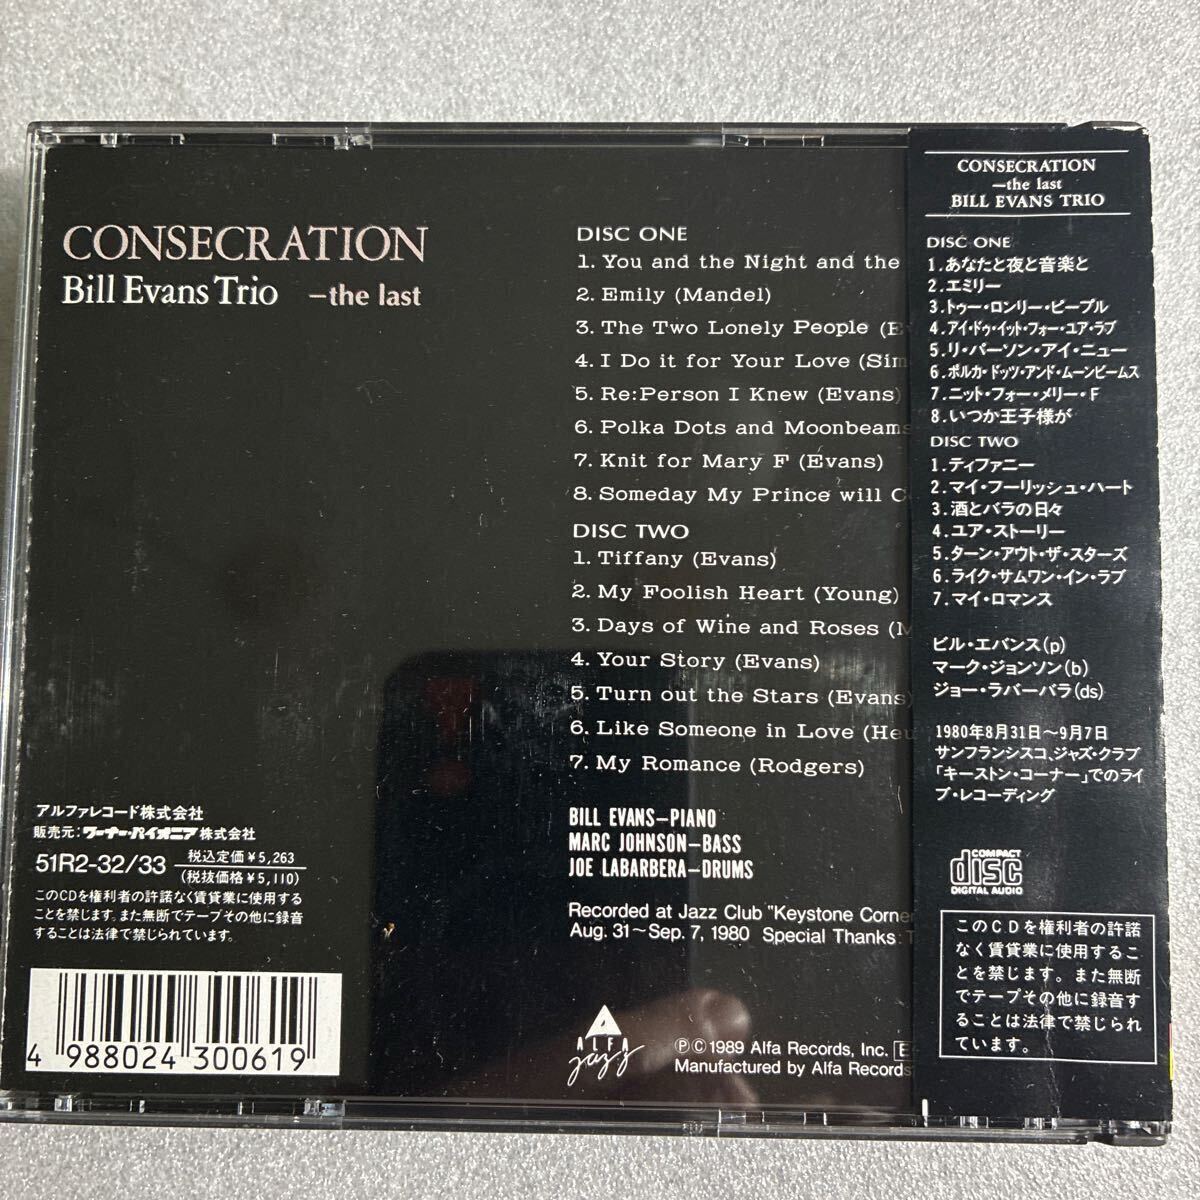 CONSECRATION
Bill Evans Trio –the last
DISC ONE
1. You and the Night and the
2. Emily (Mandel)
3. The Two Lonely People
4. I Do it for Your Love
5. Re:Person I Knew (Evans)
6. Polka Dots and Moonbeams
7. Knit for Mary F (Evans)
8. Someday My Prince will
DISC TWO
1. Tiffany (Evans)
2. My Foolish Heart (Young)
3. Days of Wine and Roses
4. Your Story (Evans)
5. Turn out the Stars (Evans)
6. Like Someone in Love
7. My Romance (Rodgers)
BILL EVANS–PIANO
MARC JOHNSON–BASS
JOE LABARBERA–DRUMS
Recorded at Jazz Club "Keystone Corner
Aug. 31~Sep. 7, 1980 Special Thanks:
アルファレコード株式会社
販売元:ワーナー・パイオニア株式会社
51R2-32/33 税込定価¥5,263
(税抜価格¥5,110)
このCDを権利者の許諾なく賃貸業に使用する
ことを禁じます。また無断でテープその他に録音
することは法律で禁じられています。
4 988024 300619
ALFA
jazz
ⓅⒸ1989 Alfa Records, Inc.
Manufactured by Alfa Records
CONSECRATION
–the last
BILL EVANS TRIO
DISC ONE
1.あなたと夜と音楽と
2.エミリー
3.トゥー・ロンリー・ピープル
4.アイ・ドゥ・イット・フォー・ユア・ラブ
5.リ・パーソン・アイ・ニュー
6.ポルカ・ドッツ・アンド・ムーンビームス
7.ニット・フォー・メリー・F
8.いつか王子様が
DISC TWO
1.ティファニー
2.マイ・フーリッシュ・ハート
3.酒とバラの日々
4.ユア・ストーリー
5.ターン・アウト・ザ・スターズ
6.ライク・サムワン・イン・ラブ
7.マイ・ロマンス
ビル・エバンス(p)
マーク・ジョンソン(b)
ジョー・ラバーバラ(ds)
1980年8月31日〜9月7日
サンフランシスコ、ジャズ・クラブ
「キーストン・コーナー」でのライ
ブ・レコーディング
COMPACT
disc
DIGITAL AUDIO
このCDを権利者の許諾
なく賃貸業に使用するこ
とを禁じます。また無断
でテープその他に録音す
ることは法律で禁じられ
ています。